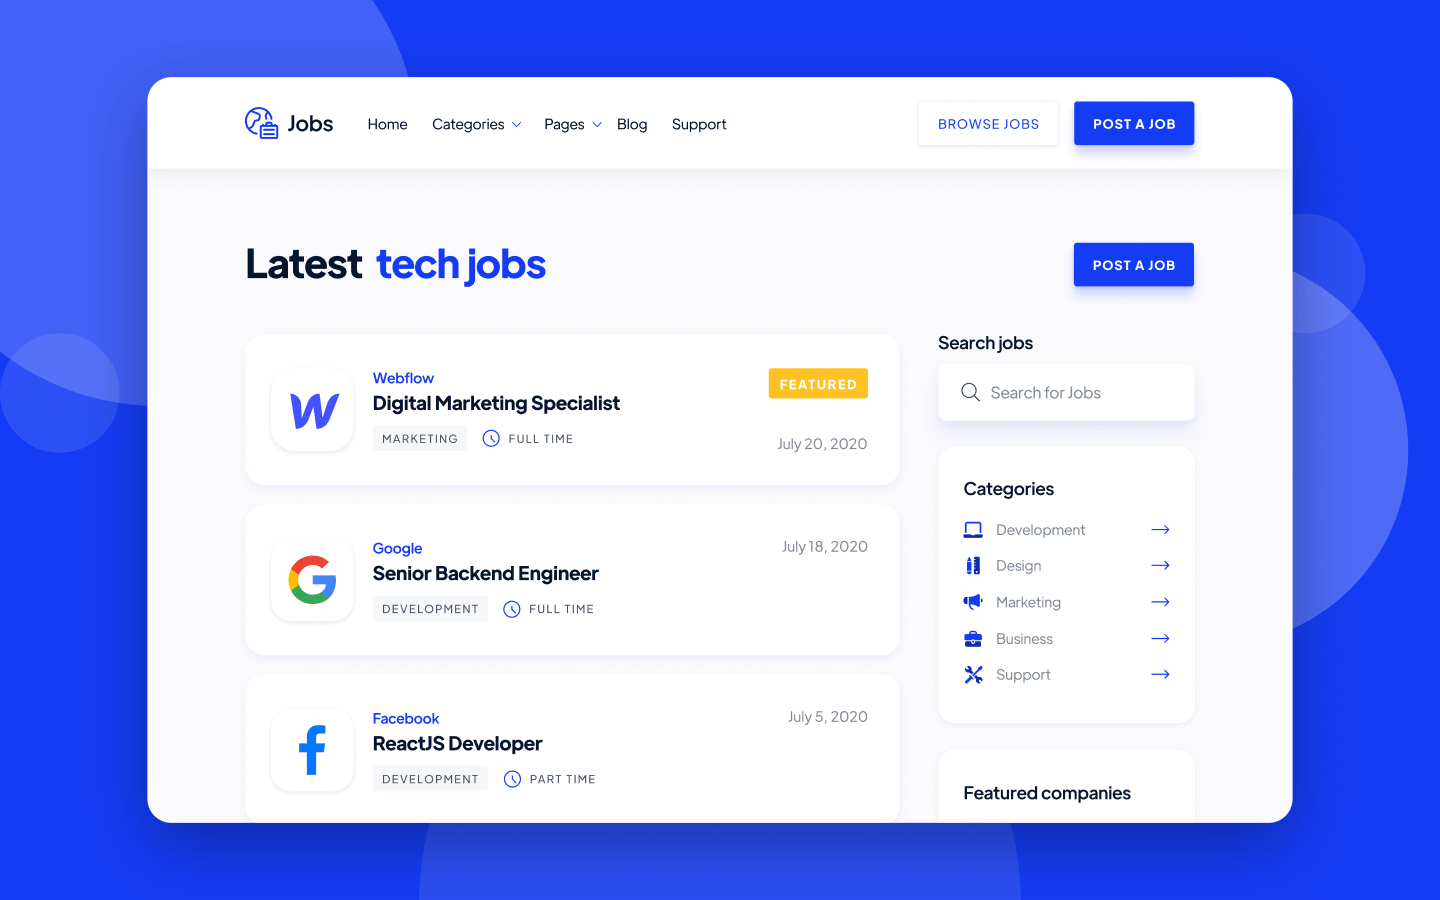 Jobs Home Categories Pages Blog Support BROWSE JOBS POST A JOB
Latest tech jobs
POST A JOB
Webflow
Digital Marketing Specialist
MARKETING FULL TIME
FEATURED
July 20, 2020
Google
Senior Backend Engineer
DEVELOPMENT FULL TIME
July 18, 2020
Facebook
ReactJS Developer
DEVELOPMENT PART TIME
July 5, 2020
Search jobs
Search for Jobs
Categories
Development
Design
Marketing
Business
Support
Featured companies